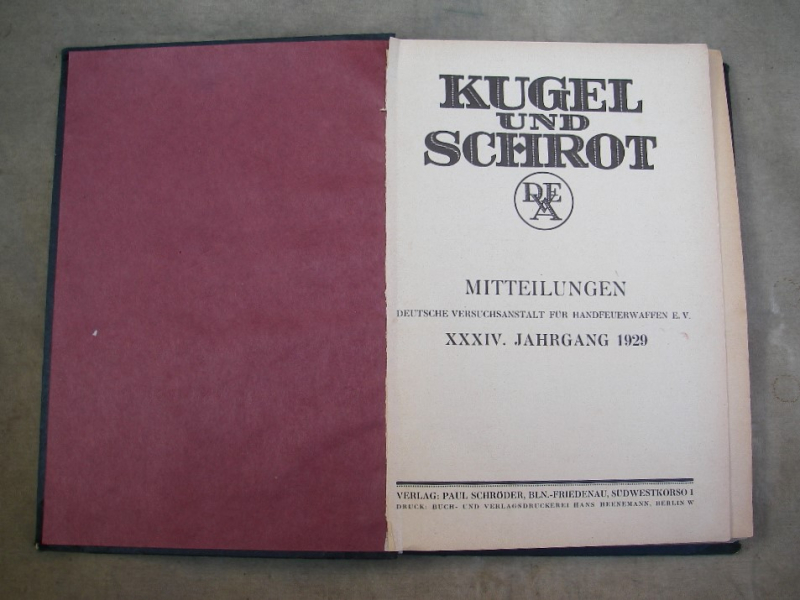 KUGEL
UND
SCHROT
DEVA
MITTEILUNGEN
DEUTSCHE VERSUCHSANSTALT FÜR HANDFEUERWAFFEN E. V.
XXXIV. JAHRGANG 1929
VERLAG: PAUL SCHRÖDER, BLN.-FRIEDENAU, SÜDWESTKORSO 1
DRUCK: BUCH- UND VERLAGSDRUCKEREI HANS HEENEMANN, BERLIN W